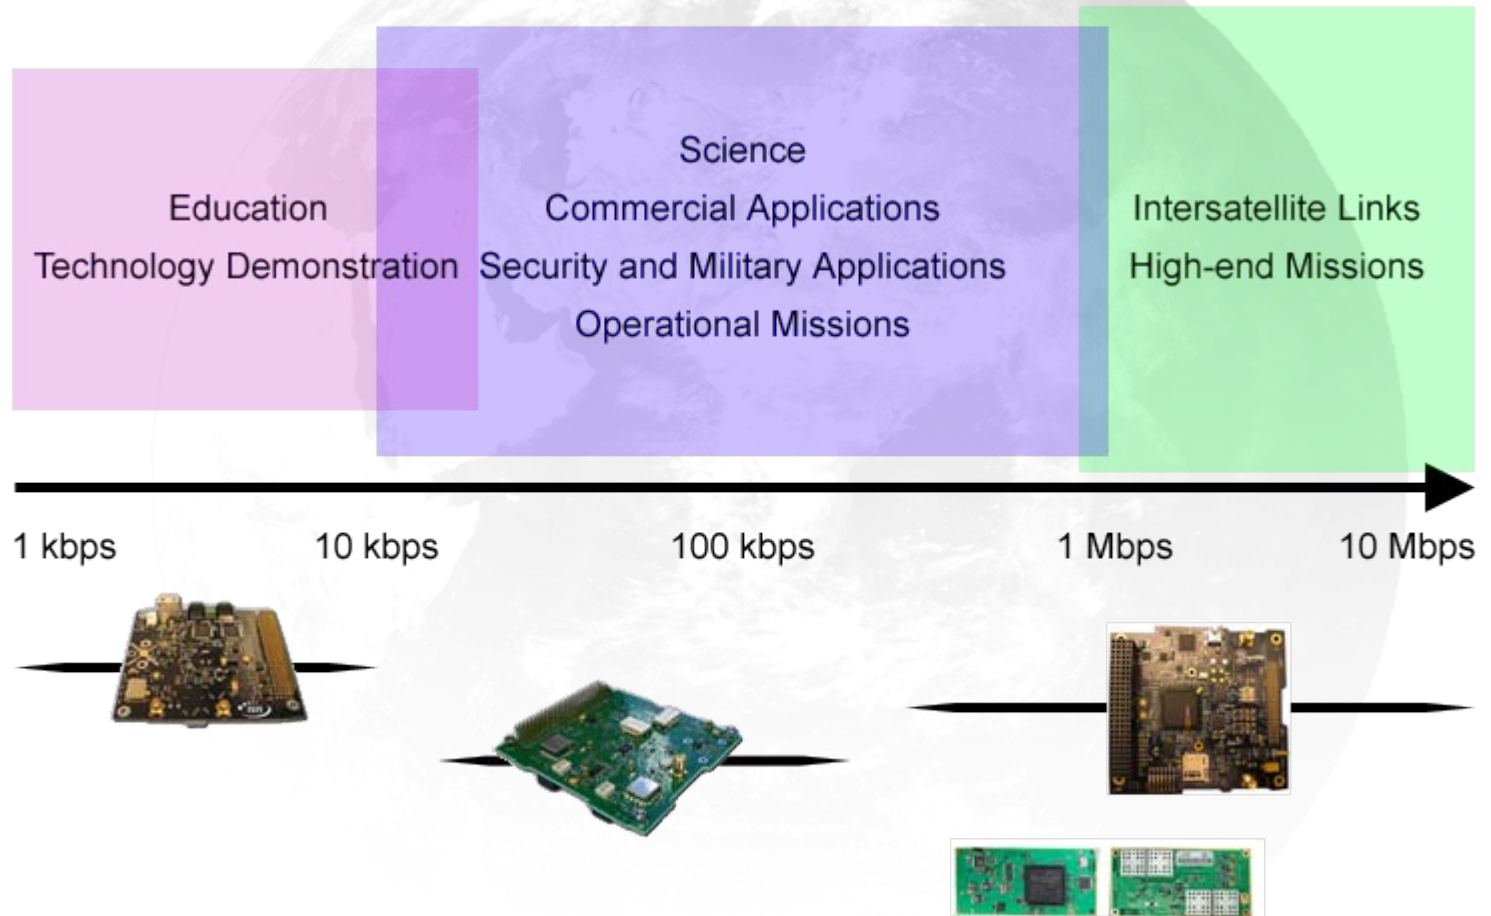 Education
Technology Demonstration
Science
Commercial Applications
Security and Military Applications
Operational Missions
Intersatellite Links
High-end Missions
1 kbps
10 kbps
100 kbps
1 Mbps
10 Mbps